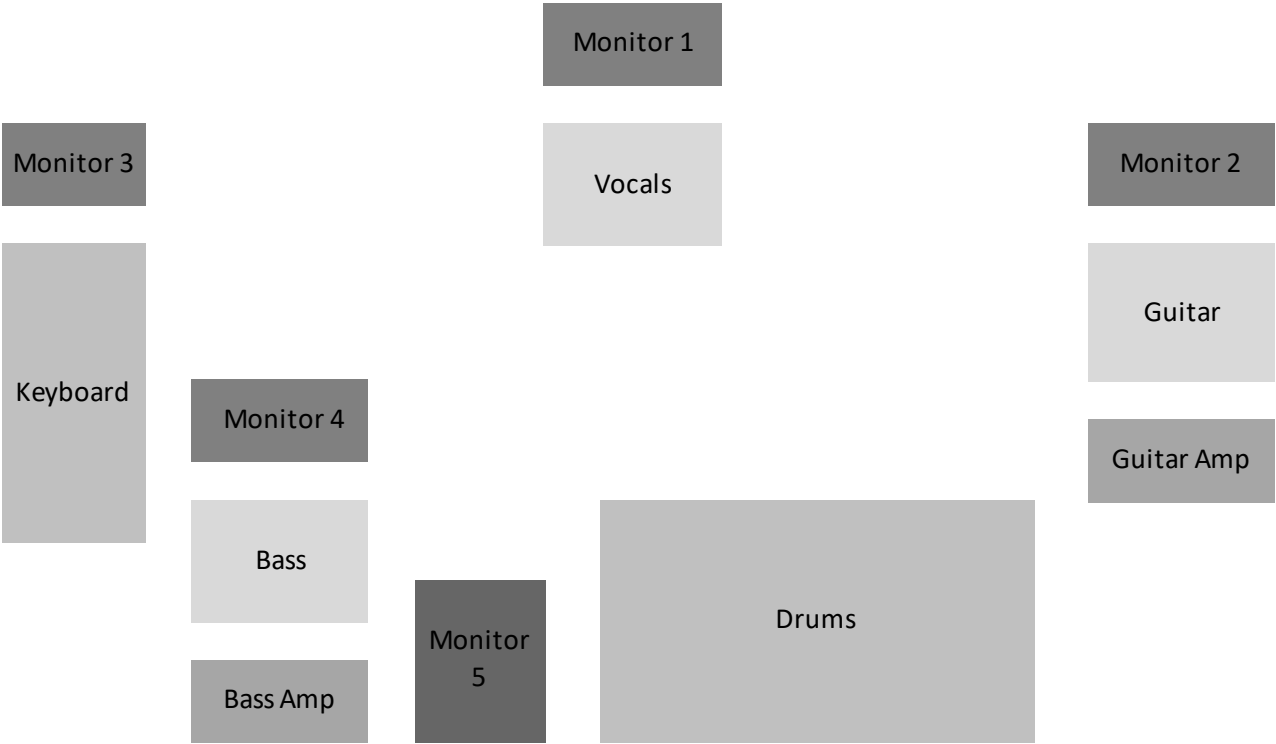 Monitor 1
Monitor 3
Vocals
Monitor 2
Guitar
Keyboard
Monitor 4
Guitar Amp
Bass
Drums
Monitor
5
Bass Amp